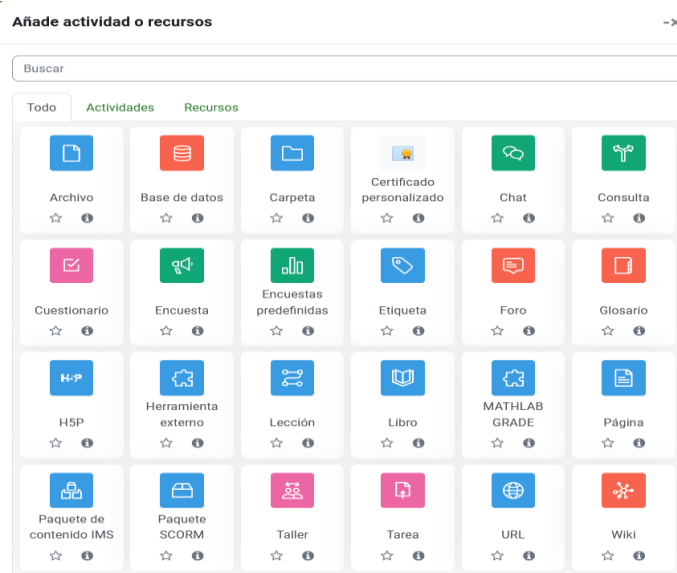 Añade actividad o recursos
Buscar
Todo Actividades Recursos
Archivo
Base de datos
Carpeta
Certificado
personalizado
Chat
Consulta
Cuestionario
Encuesta
Encuestas
predefinidas
Etiqueta
Foro
Glosario
H5P
H5P
Herramienta
externo
Lección
Libro
MATHLAB
GRADE
Página
Paquete de
contenido IMS
Paquete
SCORM
Taller
Tarea
URL
Wiki